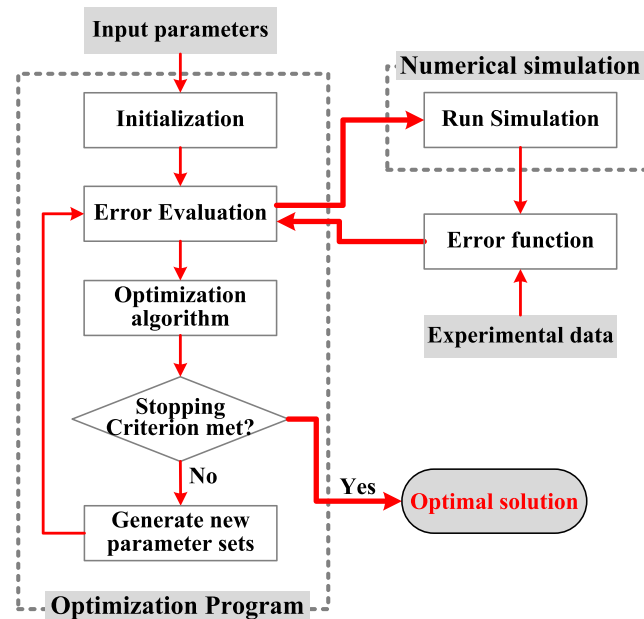 Input parameters
Numerical simulation
Initialization
Run Simulation
Error Evaluation
Error function
Optimization
algorithm
Experimental data
Stopping
Criterion met?
No
Yes
Optimal solution
Generate new
parameter sets
Optimization Program